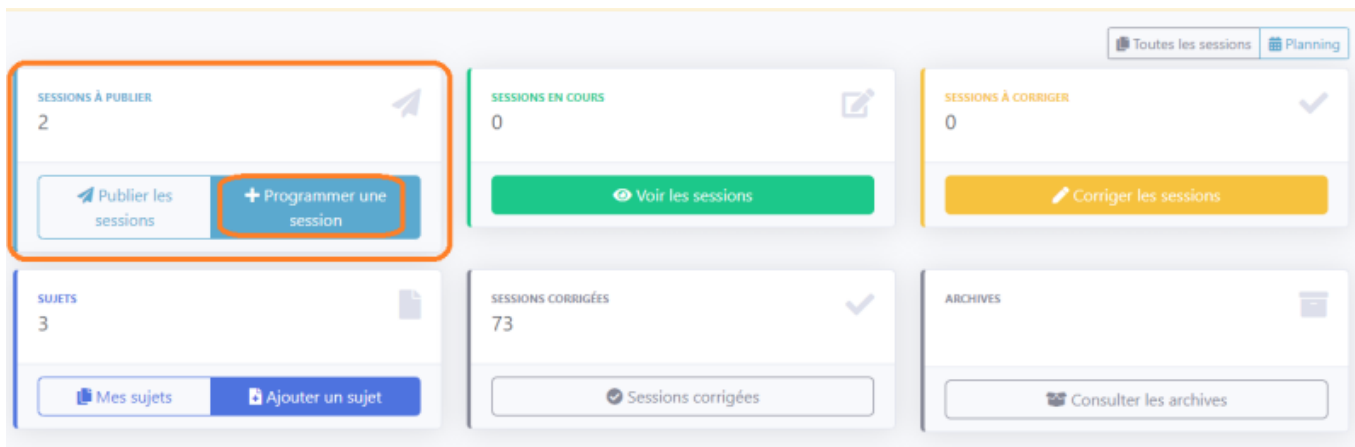 Toutes les sessions
Planning
SESSIONS À PUBLIER
2
Publier les
sessions
Programmer une
session
SESSIONS EN COURS
0
Voir les sessions
SESSIONS À CORRIGER
0
Corriger les sessions
SUJETS
3
Mes sujets
Ajouter un sujet
SESSIONS CORRIGÉES
73
Sessions corrigées
ARCHIVES
Consulter les archives